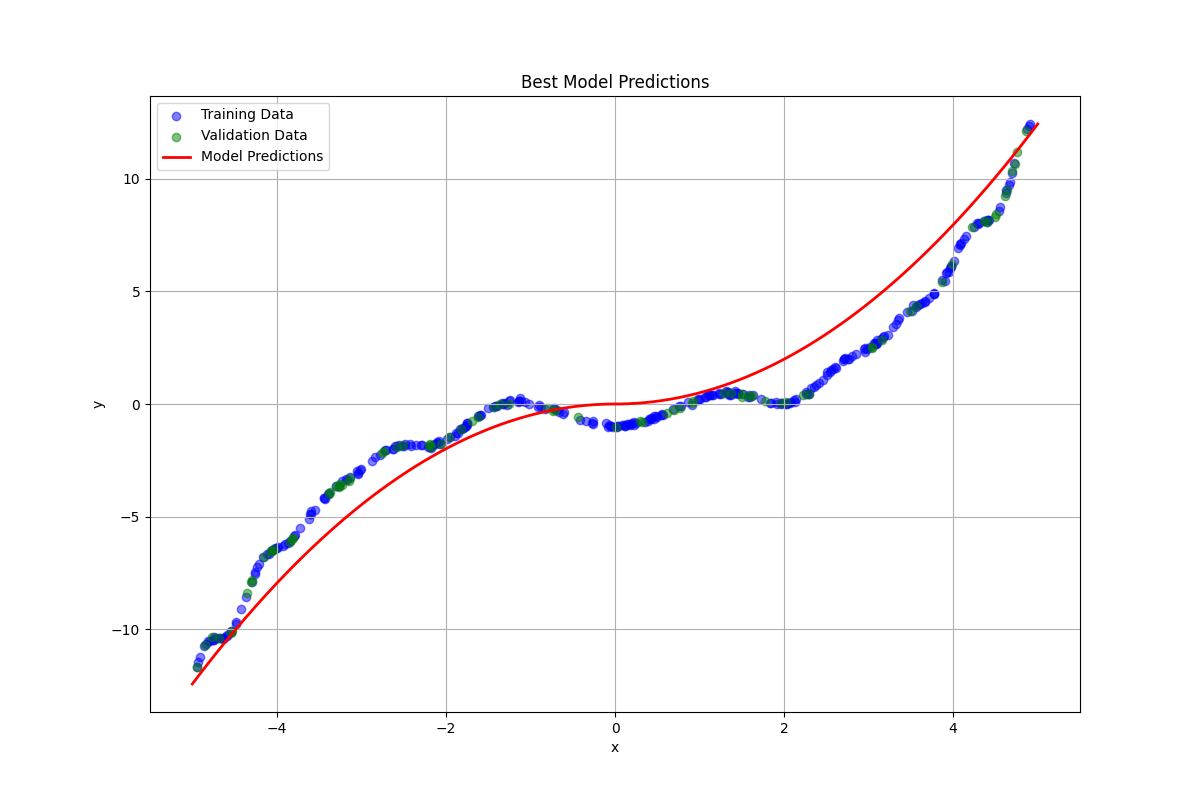 Best Model Predictions
Training Data
Validation Data
Model Predictions
10
5
0
−5
−10
y
−4
−2
0
2
4
x